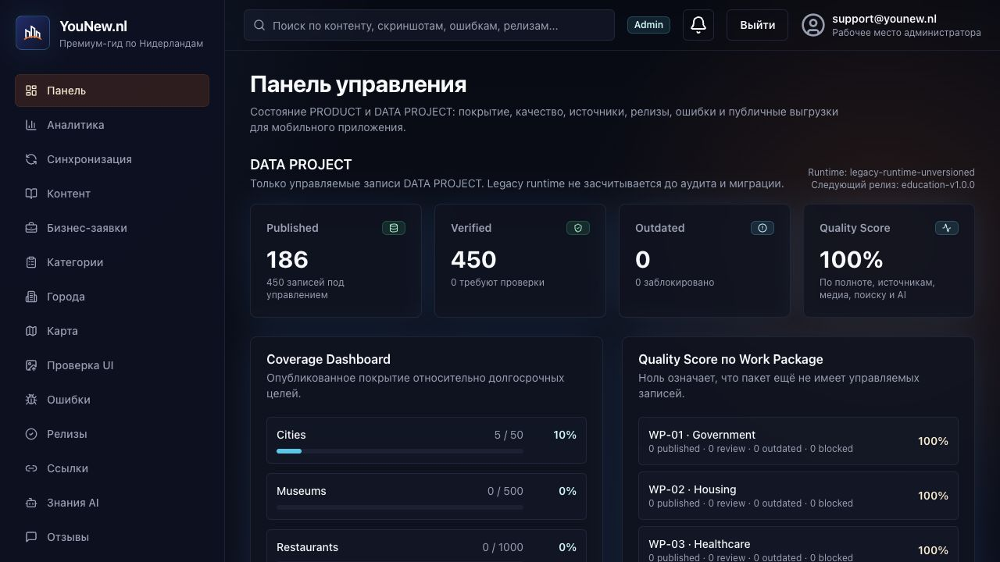 YouNew.nl
Премиум-гид по Нидерландам
Панель
Аналитика
Синхронизация
Контент
Бизнес-заявки
Категории
Города
Карта
Проверка UI
Ошибки
Релизы
Ссылки
Знания AI
Отзывы
Поиск по контенту, скриншотам, ошибкам, релизам...
Admin
Выйти
support@younew.nl
Рабочее место администратора
Панель управления
Состояние PRODUCT и DATA PROJECT: покрытие, качество, источники, релизы, ошибки и публичные выгрузки
для мобильного приложения.
DATA PROJECT
Только управляемые записи DATA PROJECT. Legacy runtime не засчитывается до аудита и миграции.
Runtime: legacy-runtime-unversioned
Следующий релиз: education-v1.0.0
Published
186
450 записей под
управлением
Verified
450
0 требуют проверки
Outdated
0
0 заблокировано
Quality Score
100%
По полноте, источникам,
медиа, поиску и AI
Coverage Dashboard
Опубликованное покрытие относительно долгосрочных
целей.
Cities 5 / 50 10%
Museums 0 / 500 0%
Restaurants 0 / 1000 0%
Quality Score по Work Package
Ноль означает, что пакет ещё не имеет управляемых
записей.
WP-01 · Government
0 published · 0 review · 0 outdated · 0 blocked
100%
WP-02 · Housing
0 published · 0 review · 0 outdated · 0 blocked
100%
WP-03 · Healthcare
0 published · 0 review · 0 outdated · 0 blocked
100%